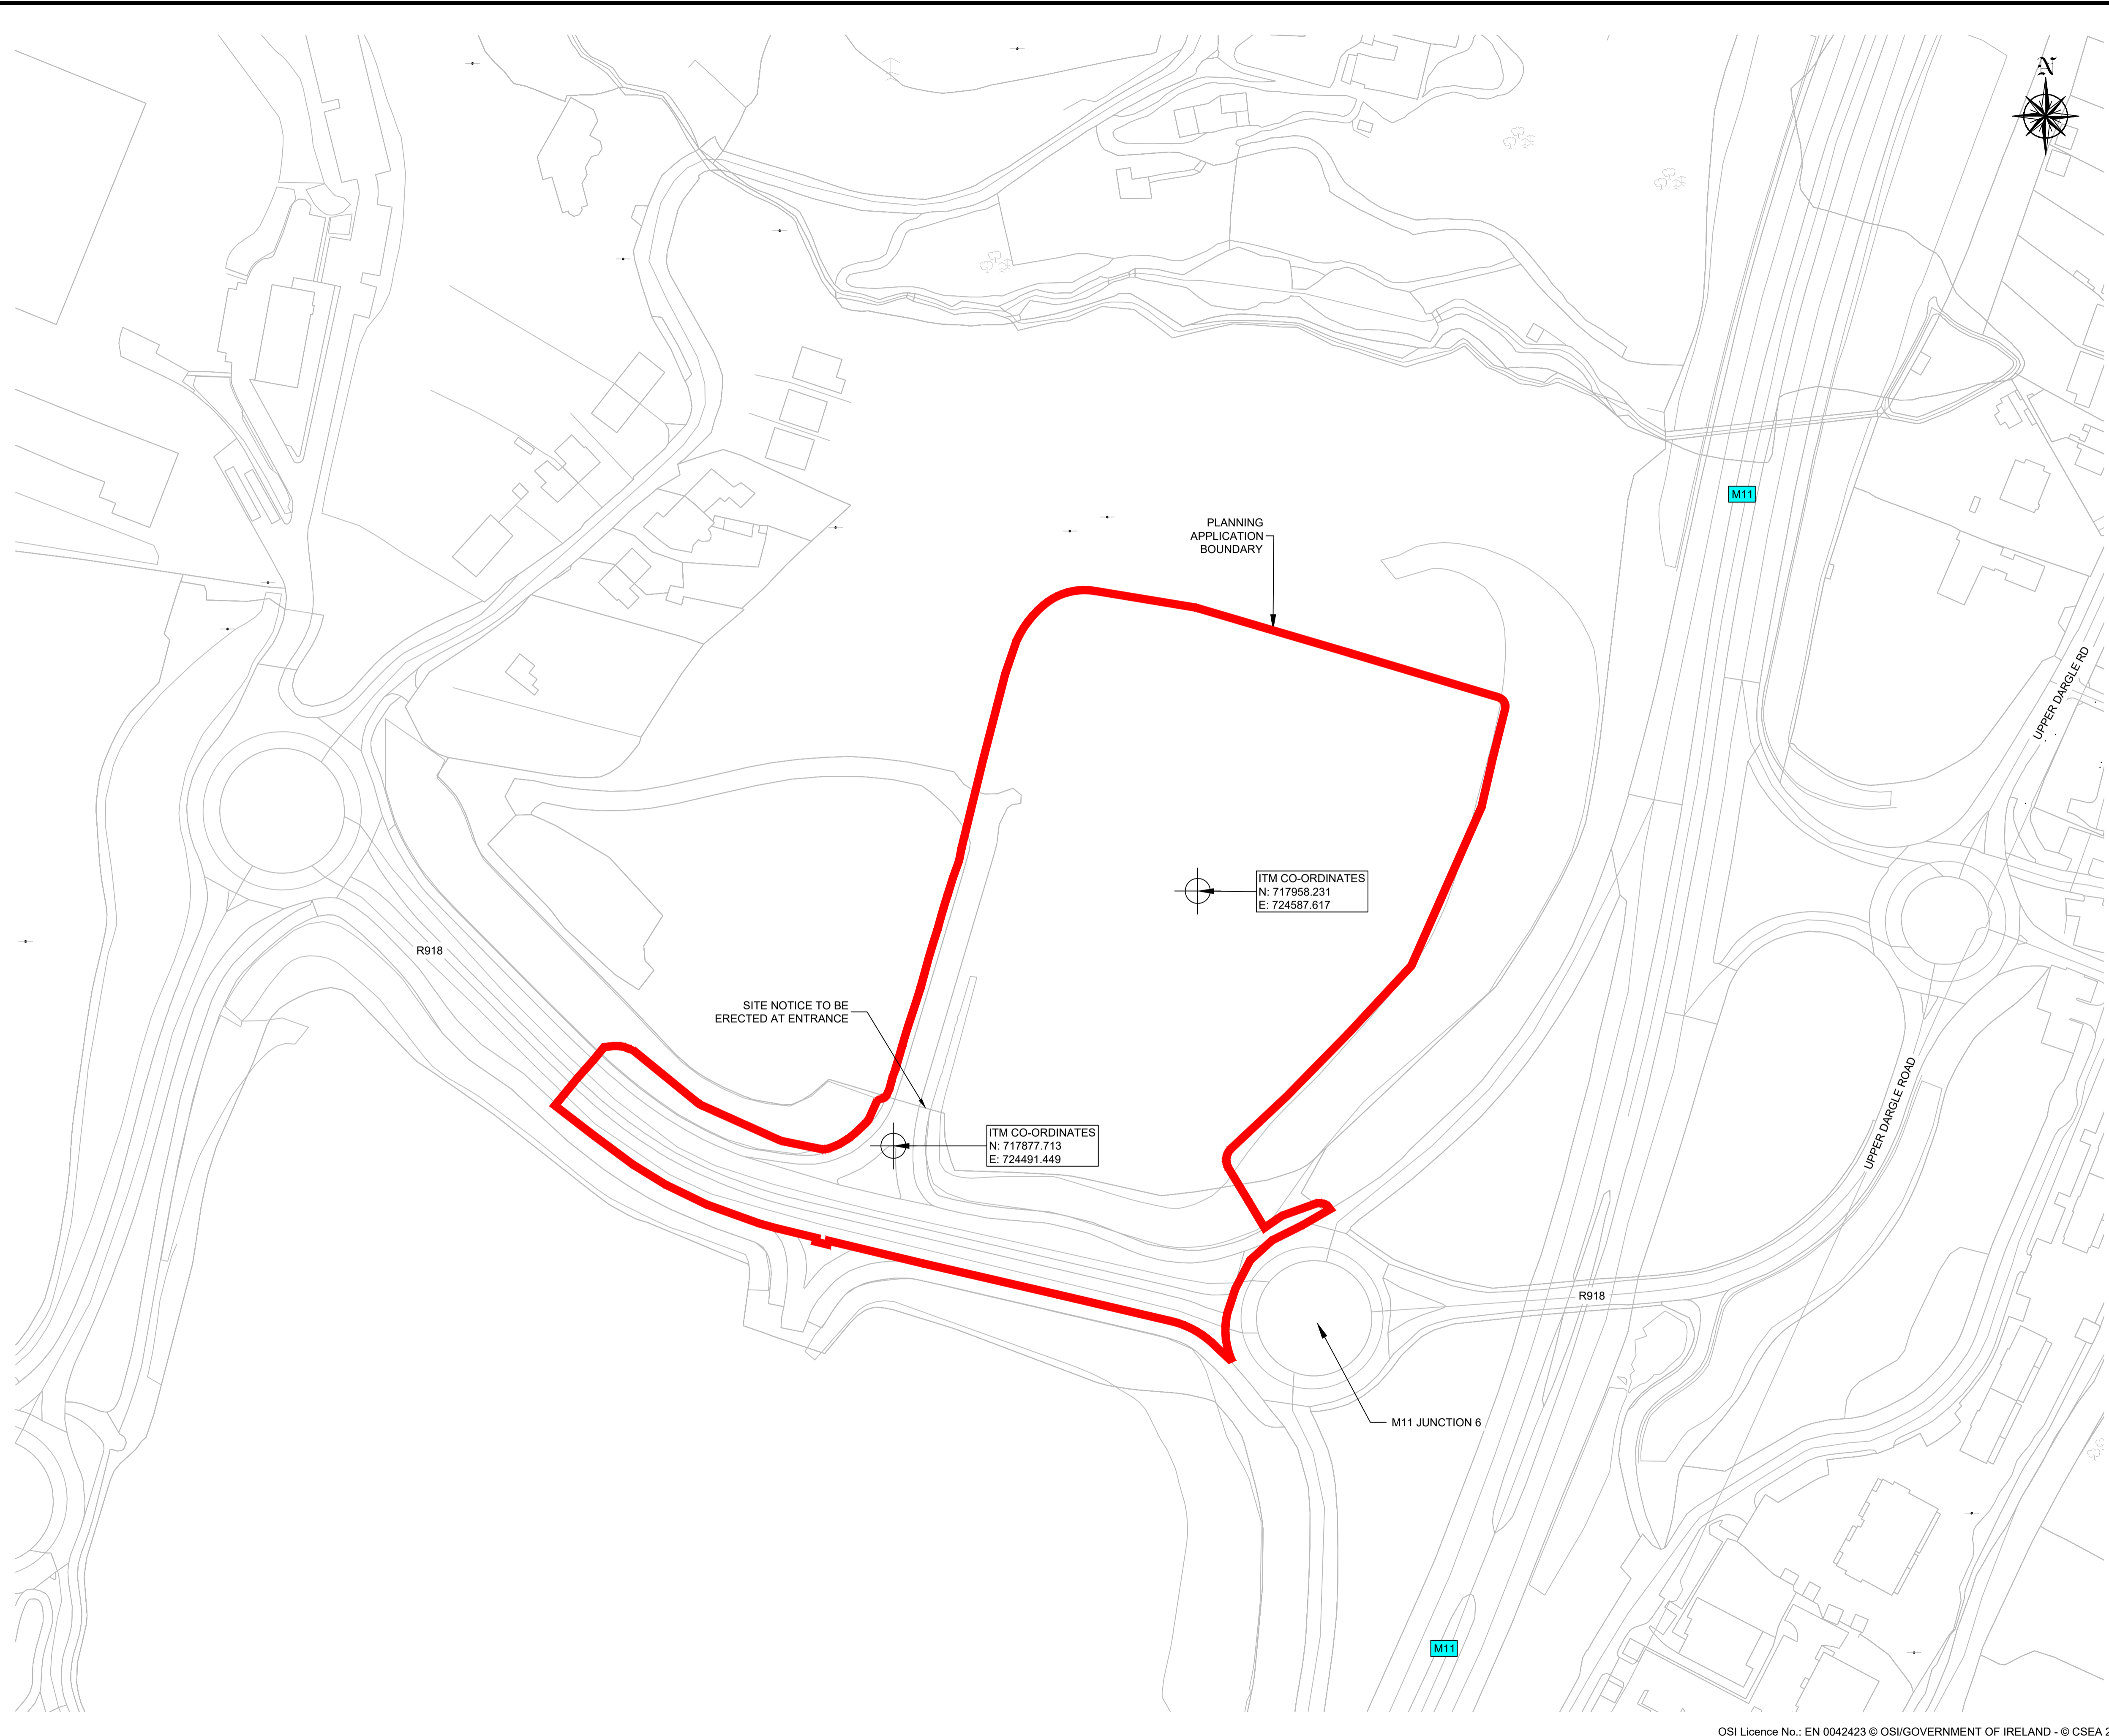 N
M11
PLANNING
APPLICATION
BOUNDARY
UPPER DARGLE RD
ITM CO-ORDINATES
N: 717958.231
E: 724587.617
R918
SITE NOTICE TO BE
ERECTED AT ENTRANCE
ITM CO-ORDINATES
N: 717877.713
E: 724491.449
UPPER DARGLE ROAD
R918
M11 JUNCTION 6
M11
OSI Licence No.: EN 0042423 © OSI/GOVERNMENT OF IRELAND - © CSEA 2